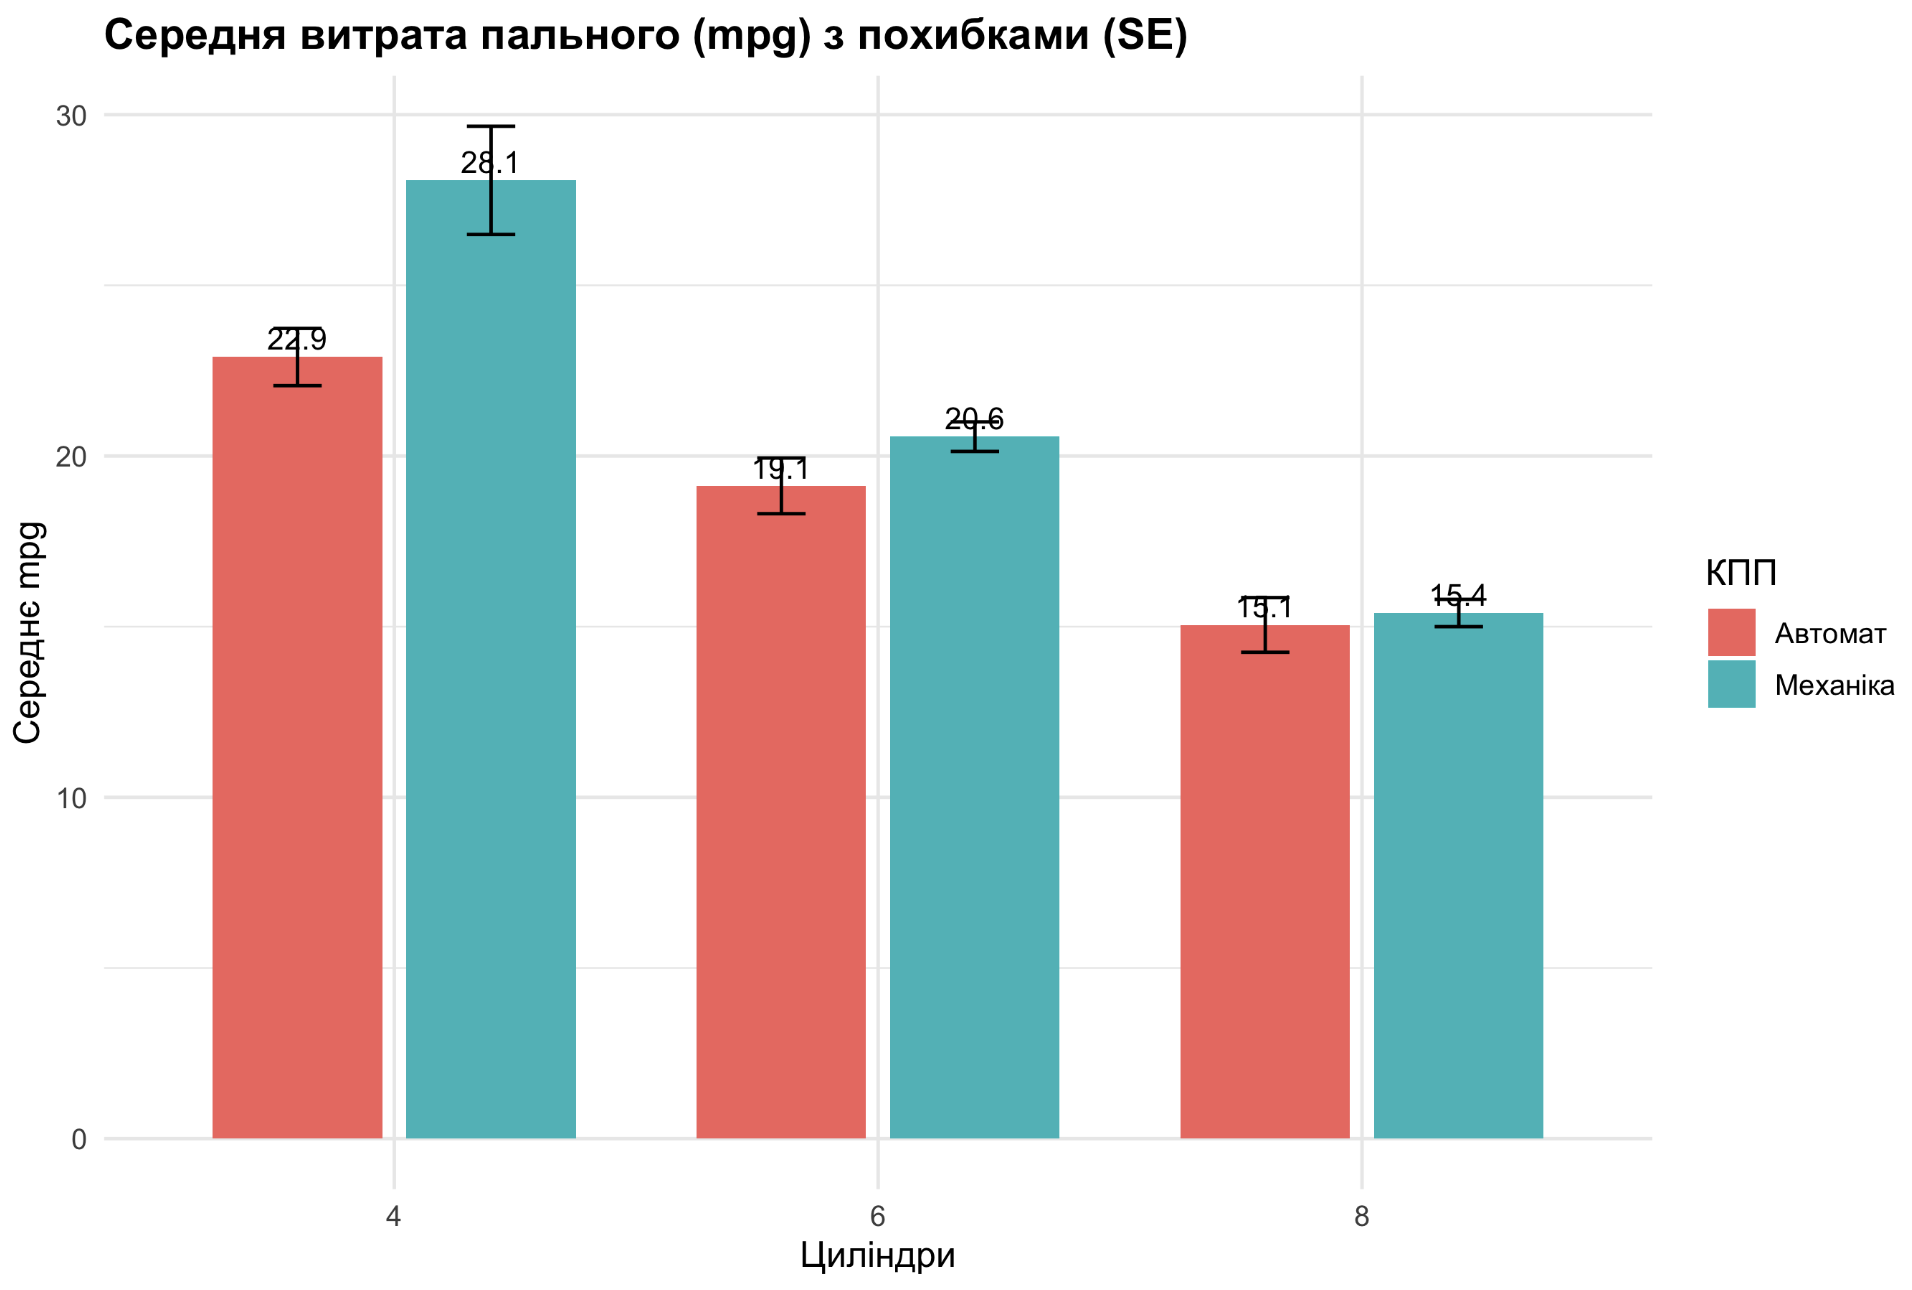 Середня витрата пального (mpg) з похибками (SE)
30
20
10
0
Середнє mpg
22.9
28.1
19.1
20.6
15.1
15.4
4
6
8
Циліндри
КПП
Автомат
Механіка